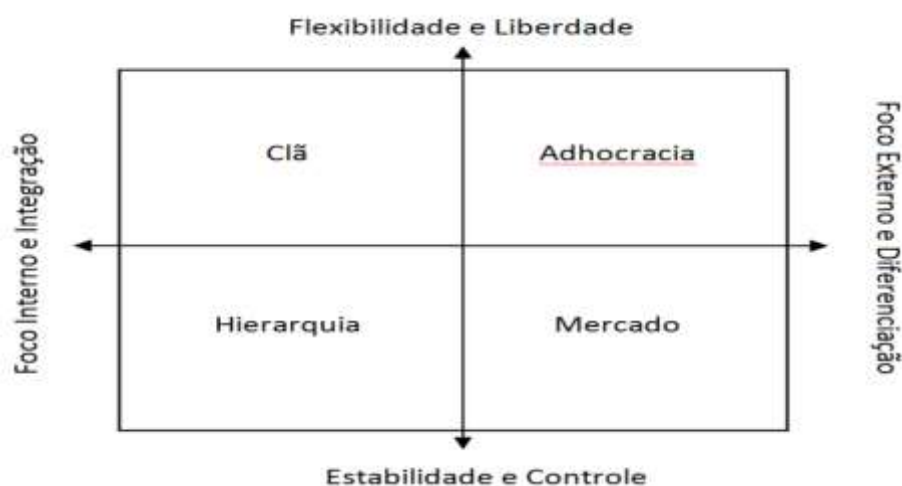 Flexibilidade e Liberdade
Foco Interno e Integração
Clã
Adhocracia
Foco Externo e Diferenciação
Hierarquia
Mercado
Estabilidade e Controle